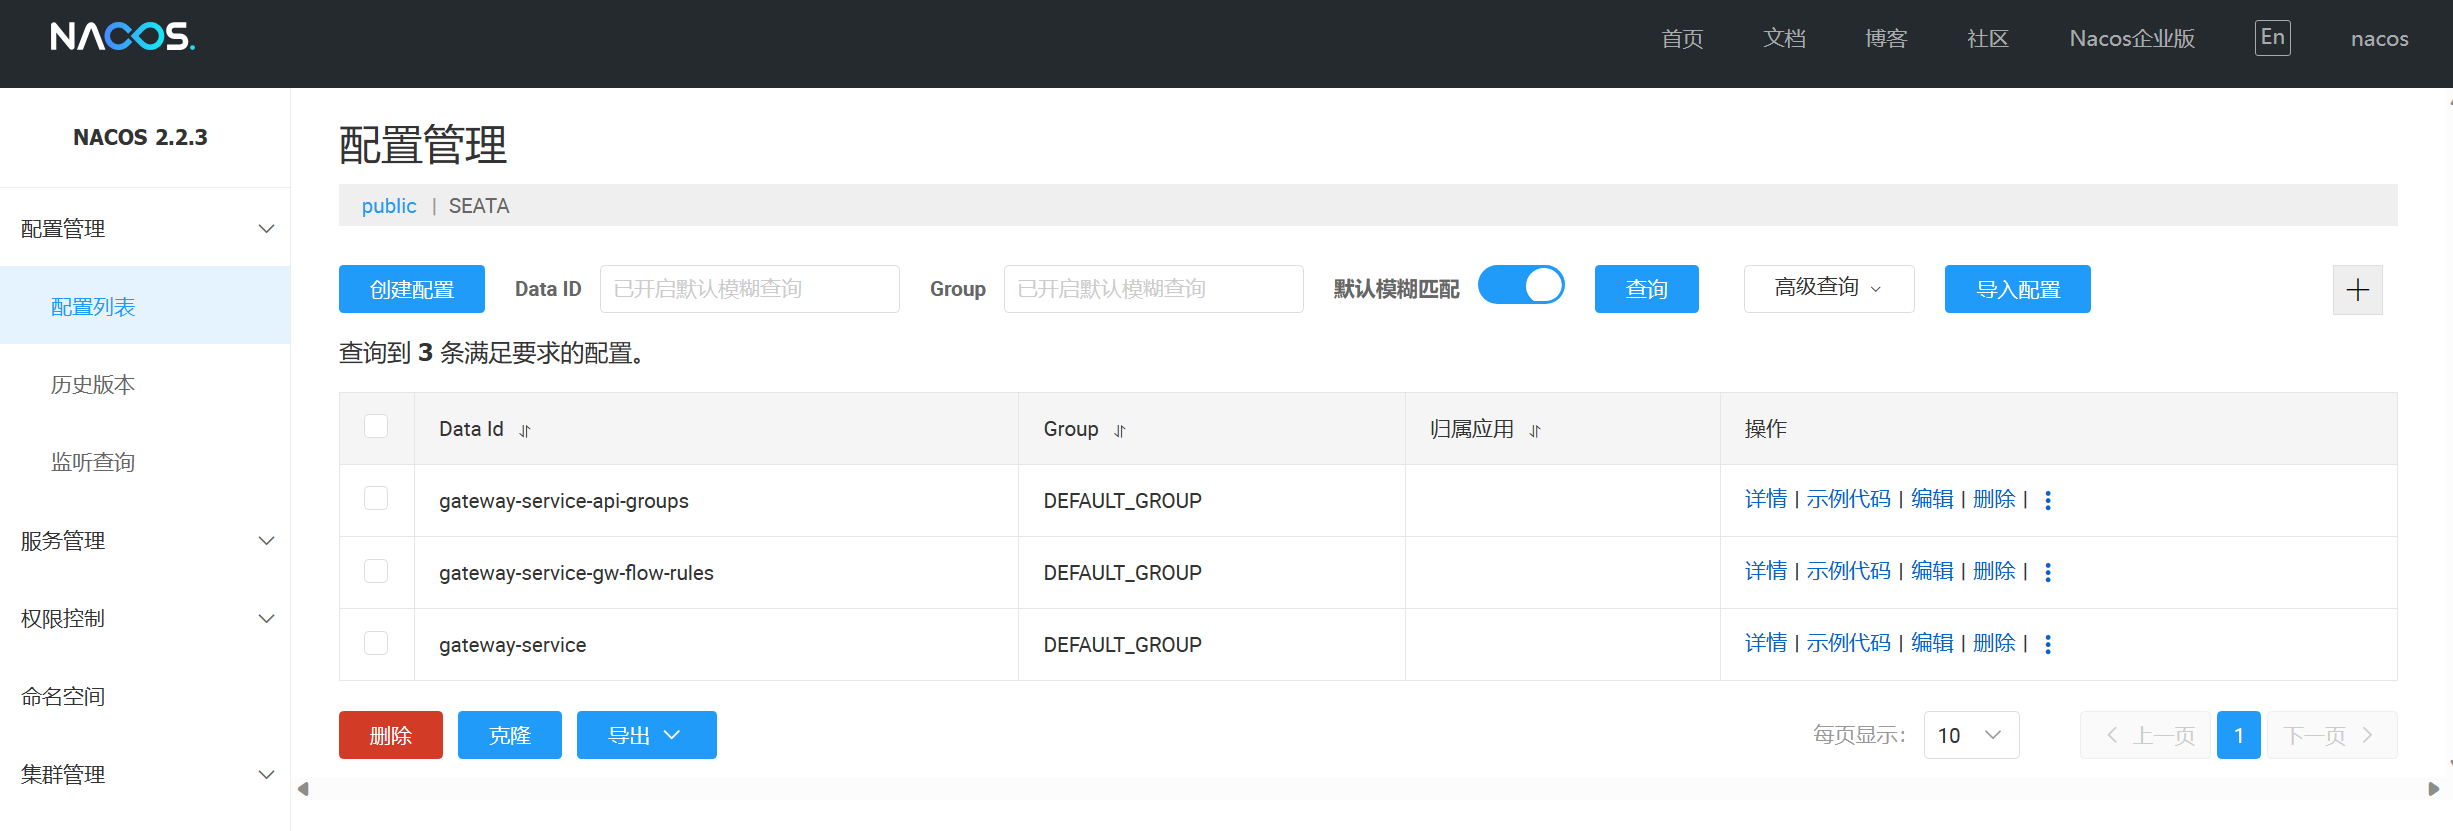 NACOS.
首页 文档 博客 社区 Nacos企业版 En nacos
NACOS 2.2.3
配置管理
配置列表
历史版本
监听查询
服务管理
权限控制
命名空间
集群管理
配置管理
public | SEATA
创建配置 Data ID 已开启默认模糊查询 Group 已开启默认模糊查询 默认模糊匹配 查询 高级查询 导入配置
查询到 3 条满足要求的配置。
Data Id Group 归属应用 操作
gateway-service-api-groups DEFAULT_GROUP 详情 | 示例代码 | 编辑 | 删除 |
gateway-service-gw-flow-rules DEFAULT_GROUP 详情 | 示例代码 | 编辑 | 删除 |
gateway-service DEFAULT_GROUP 详情 | 示例代码 | 编辑 | 删除 |
删除 克隆 导出 每页显示: 10 上一页 1 下一页